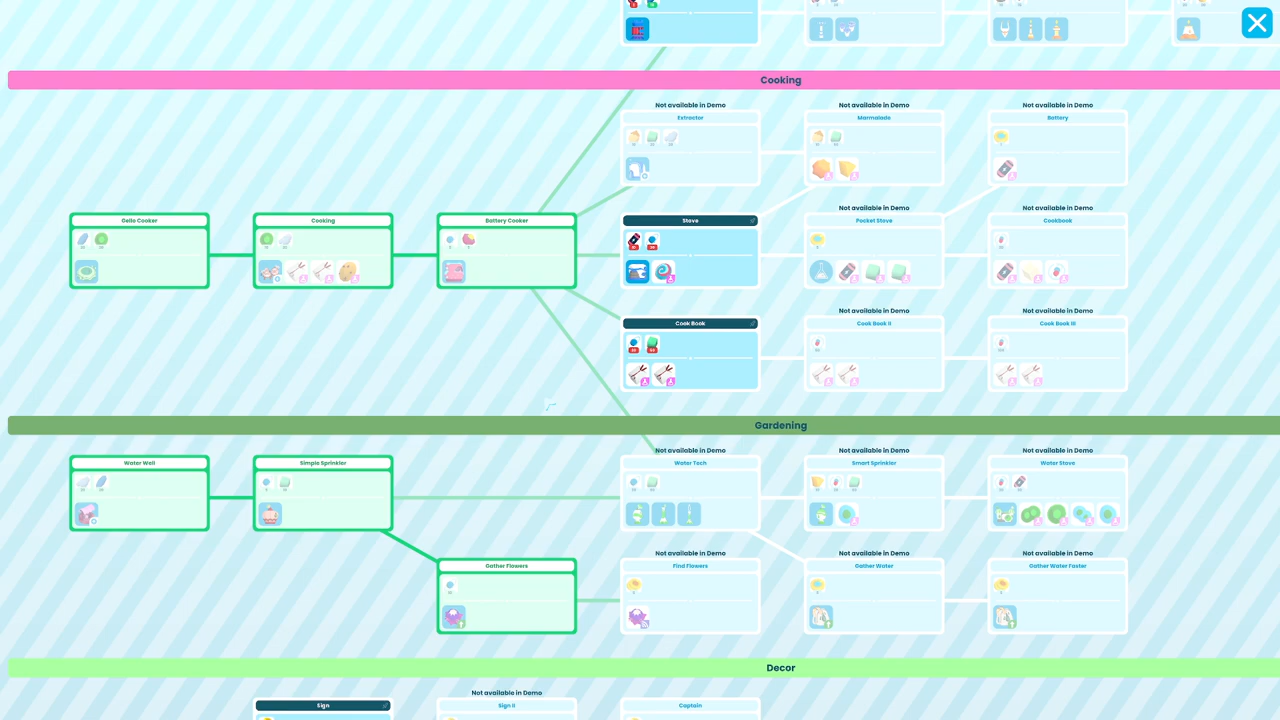 Cooking
Not available in Demo
Not available in Demo
Not available in Demo
Extractor
Marmalade
Battery
Not available in Demo
Not available in Demo
Gello Cooker
Cooking
Battery Cooker
Stove
Pocket Stove
Cookbook
Not available in Demo
Not available in Demo
Cook Book
Cook Book II
Cook Book III
Gardening
Not available in Demo
Not available in Demo
Not available in Demo
Water Well
Simple Sprinkler
Water Tech
Smart Sprinkler
Water Stove
Not available in Demo
Not available in Demo
Not available in Demo
Gather Flowers
Find Flowers
Gather Water
Gather Water Faster
Decor
Not available in Demo
Sign
Sign II
Captain